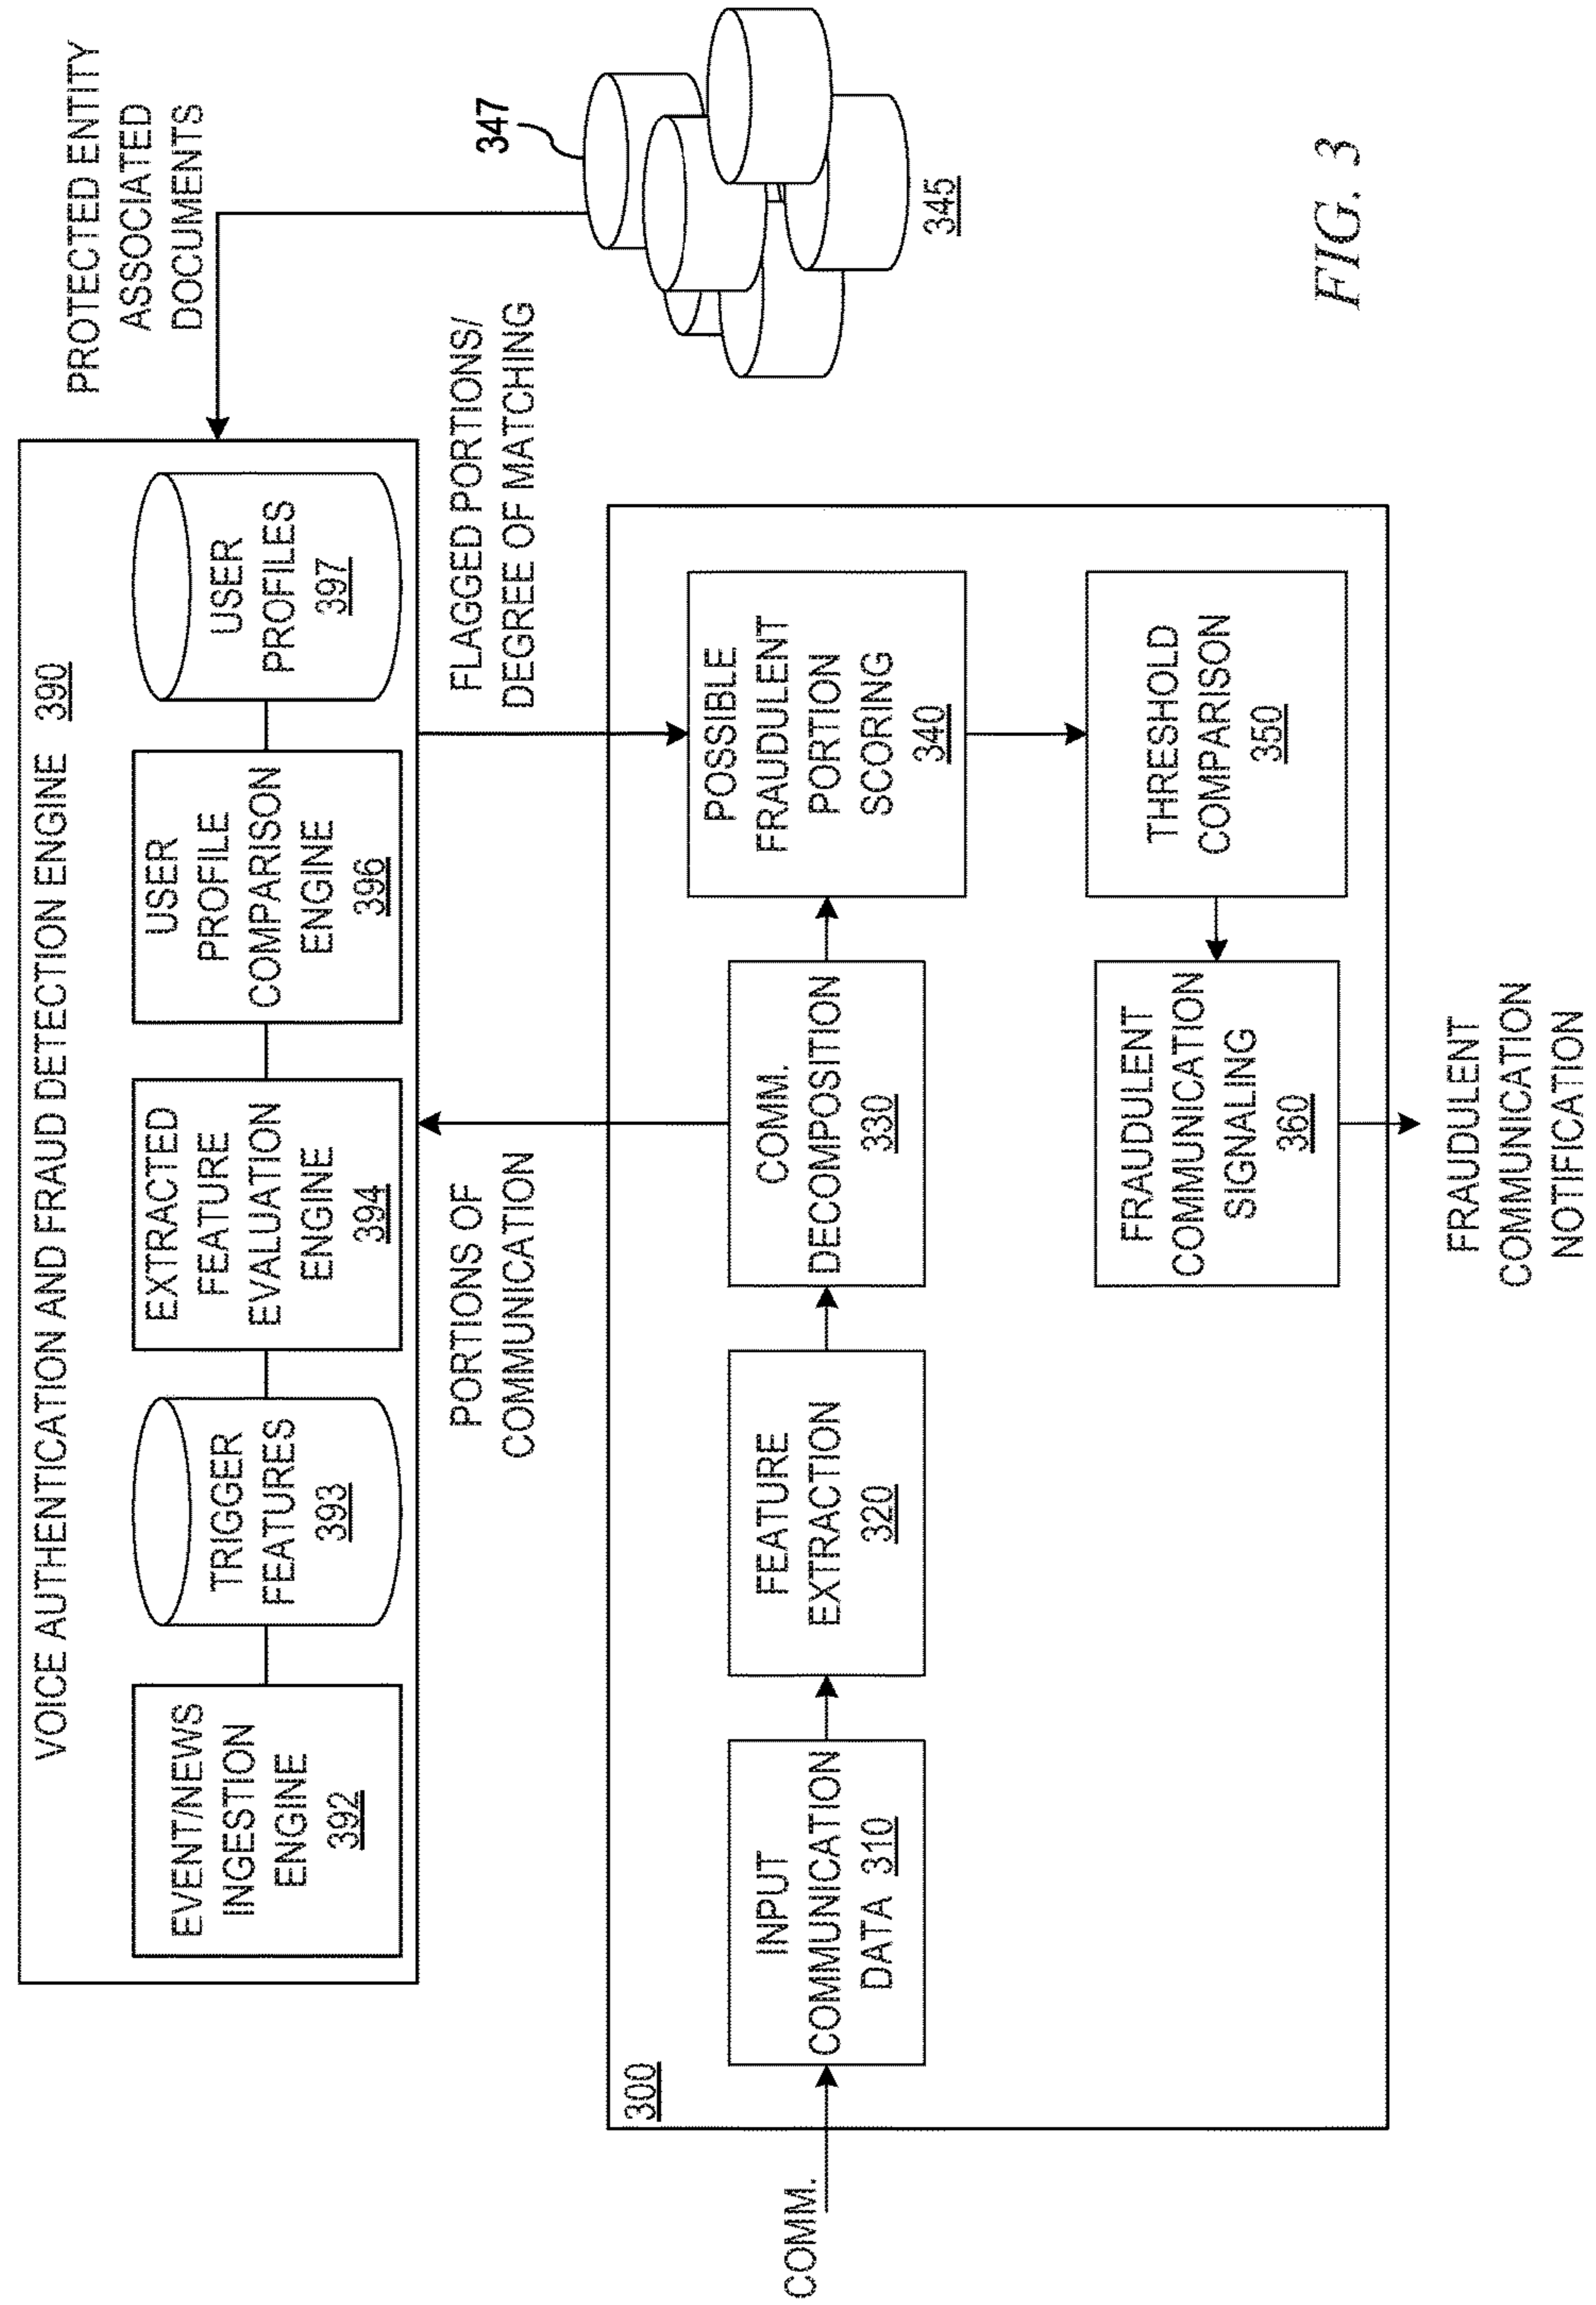 VOICE AUTHENTICATION AND FRAUD DETECTION ENGINE 390
EVENT/NEWS
INGESTION
ENGINE
392
TRIGGER
FEATURES
393
EXTRACTED
FEATURE
EVALUATION
ENGINE
394
USER
PROFILE
COMPARISON
ENGINE
396
USER
PROFILES
397
PROTECTED ENTITY
ASSOCIATED
DOCUMENTS
PORTIONS OF
COMMUNICATION
FLAGGED PORTIONS/
DEGREE OF MATCHING
347
345
300
COMM.
INPUT
COMMUNICATION
DATA 310
FEATURE
EXTRACTION
320
COMM.
DECOMPOSITION
330
POSSIBLE
FRAUDULENT
PORTION
SCORING
340
THRESHOLD
COMPARISON
350
FRAUDULENT
COMMUNICATION
SIGNALING
360
FRAUDULENT
COMMUNICATION
NOTIFICATION
FIG. 3